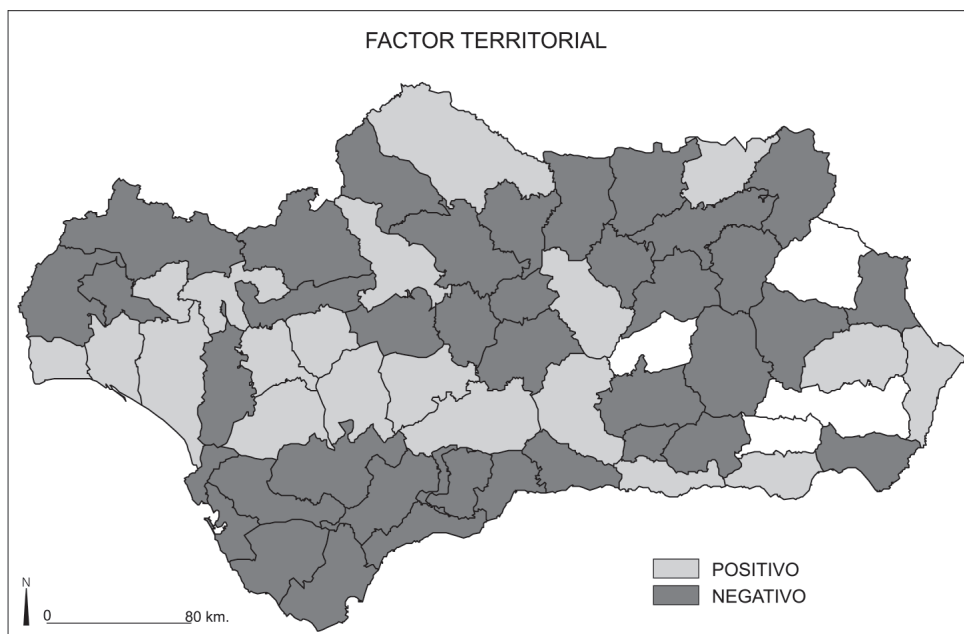 FACTOR TERRITORIAL
POSITIVO
NEGATIVO
N
0 80 km.